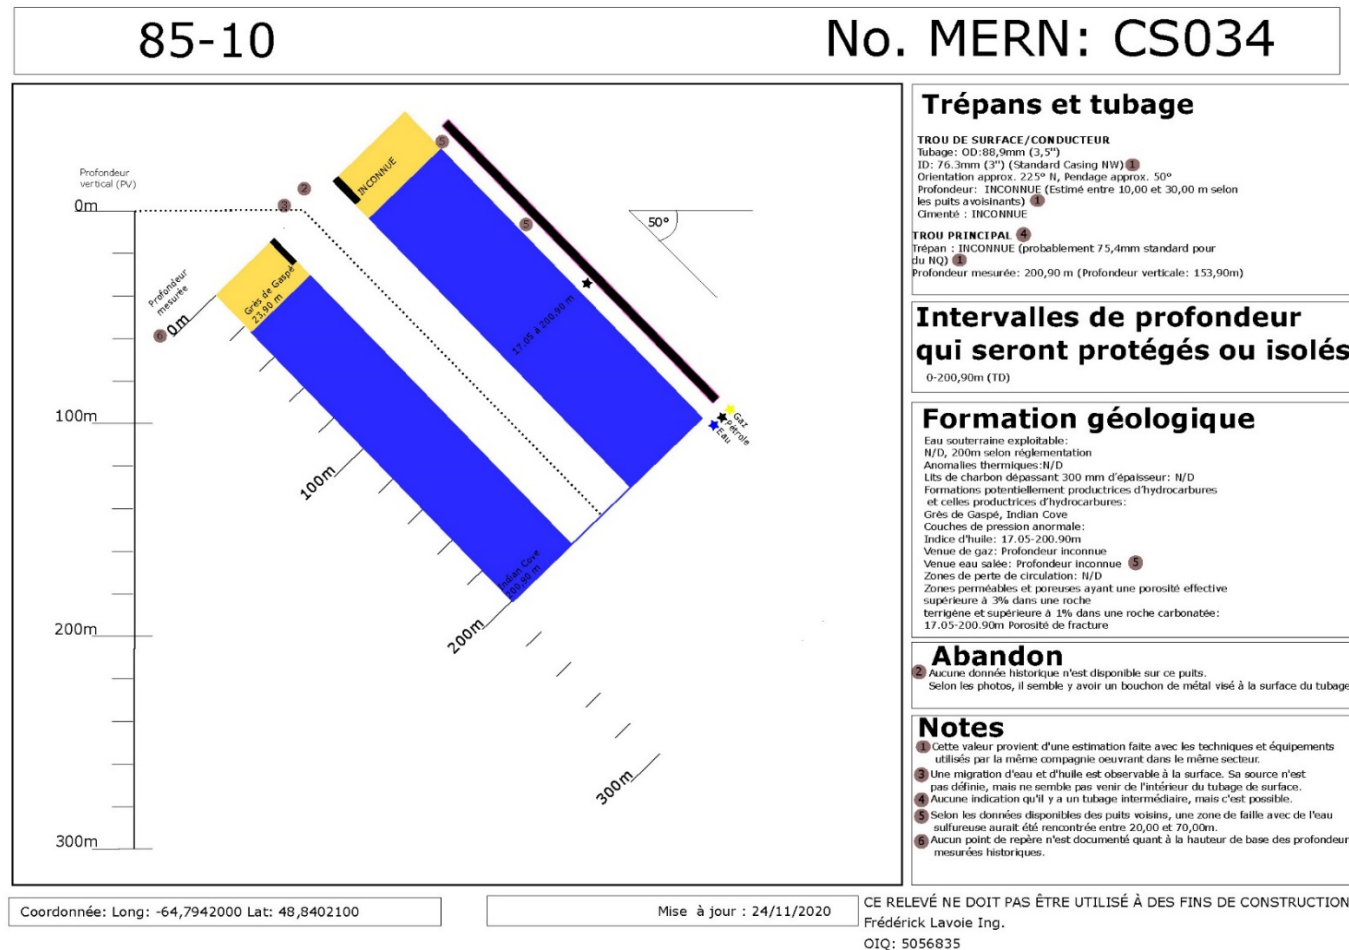 85-10
No. MERN: CS034
Profondeur
vertical (PV)
0m
100m
200m
300m
Profondeur
mesurée
6
0m
100m
200m
300m
2
3
INCONNUE
5
5
50°
Grès de Gaspé
23,90 m
17,05 à 200,90 m
Indian Cove
200,90 m
Gaz
Pétrole
Eau
Trépans et tubage
TROU DE SURFACE/CONDUCTEUR
Tubage: OD:88,9mm (3,5")
ID: 76.3mm (3") (Standard Casing NW) 1
Orientation approx. 225° N, Pendage approx. 50°
Profondeur: INCONNUE (Estimé entre 10,00 et 30,00 m selon
les puits avoisinants) 1
Cimenté : INCONNUE
TROU PRINCIPAL 4
Trépan : INCONNUE (probablement 75,4mm standard pour
du NQ) 1
Profondeur mesurée: 200,90 m (Profondeur verticale: 153,90m)
Intervalles de profondeur
qui seront protégés ou isolés
0-200,90m (TD)
Formation géologique
Eau souterraine exploitable:
N/D, 200m selon réglementation
Anomalies thermiques:N/D
Lits de charbon dépassant 300 mm d'épaisseur: N/D
Formations potentiellement productrices d'hydrocarbures
et celles productrices d'hydrocarbures:
Grès de Gaspé, Indian Cove
Couches de pression anormale:
Indice d'huile: 17.05-200.90m
Venue de gaz: Profondeur inconnue
Venue eau salée: Profondeur inconnue 5
Zones de perte de circulation: N/D
Zones perméables et poreuses ayant une porosité effective
supérieure à 3% dans une roche
terrigène et supérieure à 1% dans une roche carbonatée:
17.05-200.90m Porosité de fracture
Abandon
2 Aucune donnée historique n'est disponible sur ce puits.
Selon les photos, il semble y avoir un bouchon de métal visé à la surface du tubage
Notes
1 Cette valeur provient d'une estimation faite avec les techniques et équipements
utilisés par la même compagnie oeuvrant dans le même secteur.
3 Une migration d'eau et d'huile est observable à la surface. Sa source n'est
pas définie, mais ne semble pas venir de l'intérieur du tubage de surface.
4 Aucune indication qu'il y a un tubage intermédiaire, mais c'est possible.
5 Selon les données disponibles des puits voisins, une zone de faille avec de l'eau
sulfureuse aurait été rencontrée entre 20,00 et 70,00m.
6 Aucun point de repère n'est documenté quant à la hauteur de base des profondeur
mesurées historiques.
Coordonnée: Long: -64,7942000 Lat: 48,8402100
Mise à jour : 24/11/2020
CE RELEVÉ NE DOIT PAS ÊTRE UTILISÉ À DES FINS DE CONSTRUCTION
Frédérick Lavoie Ing.
OIQ: 5056835